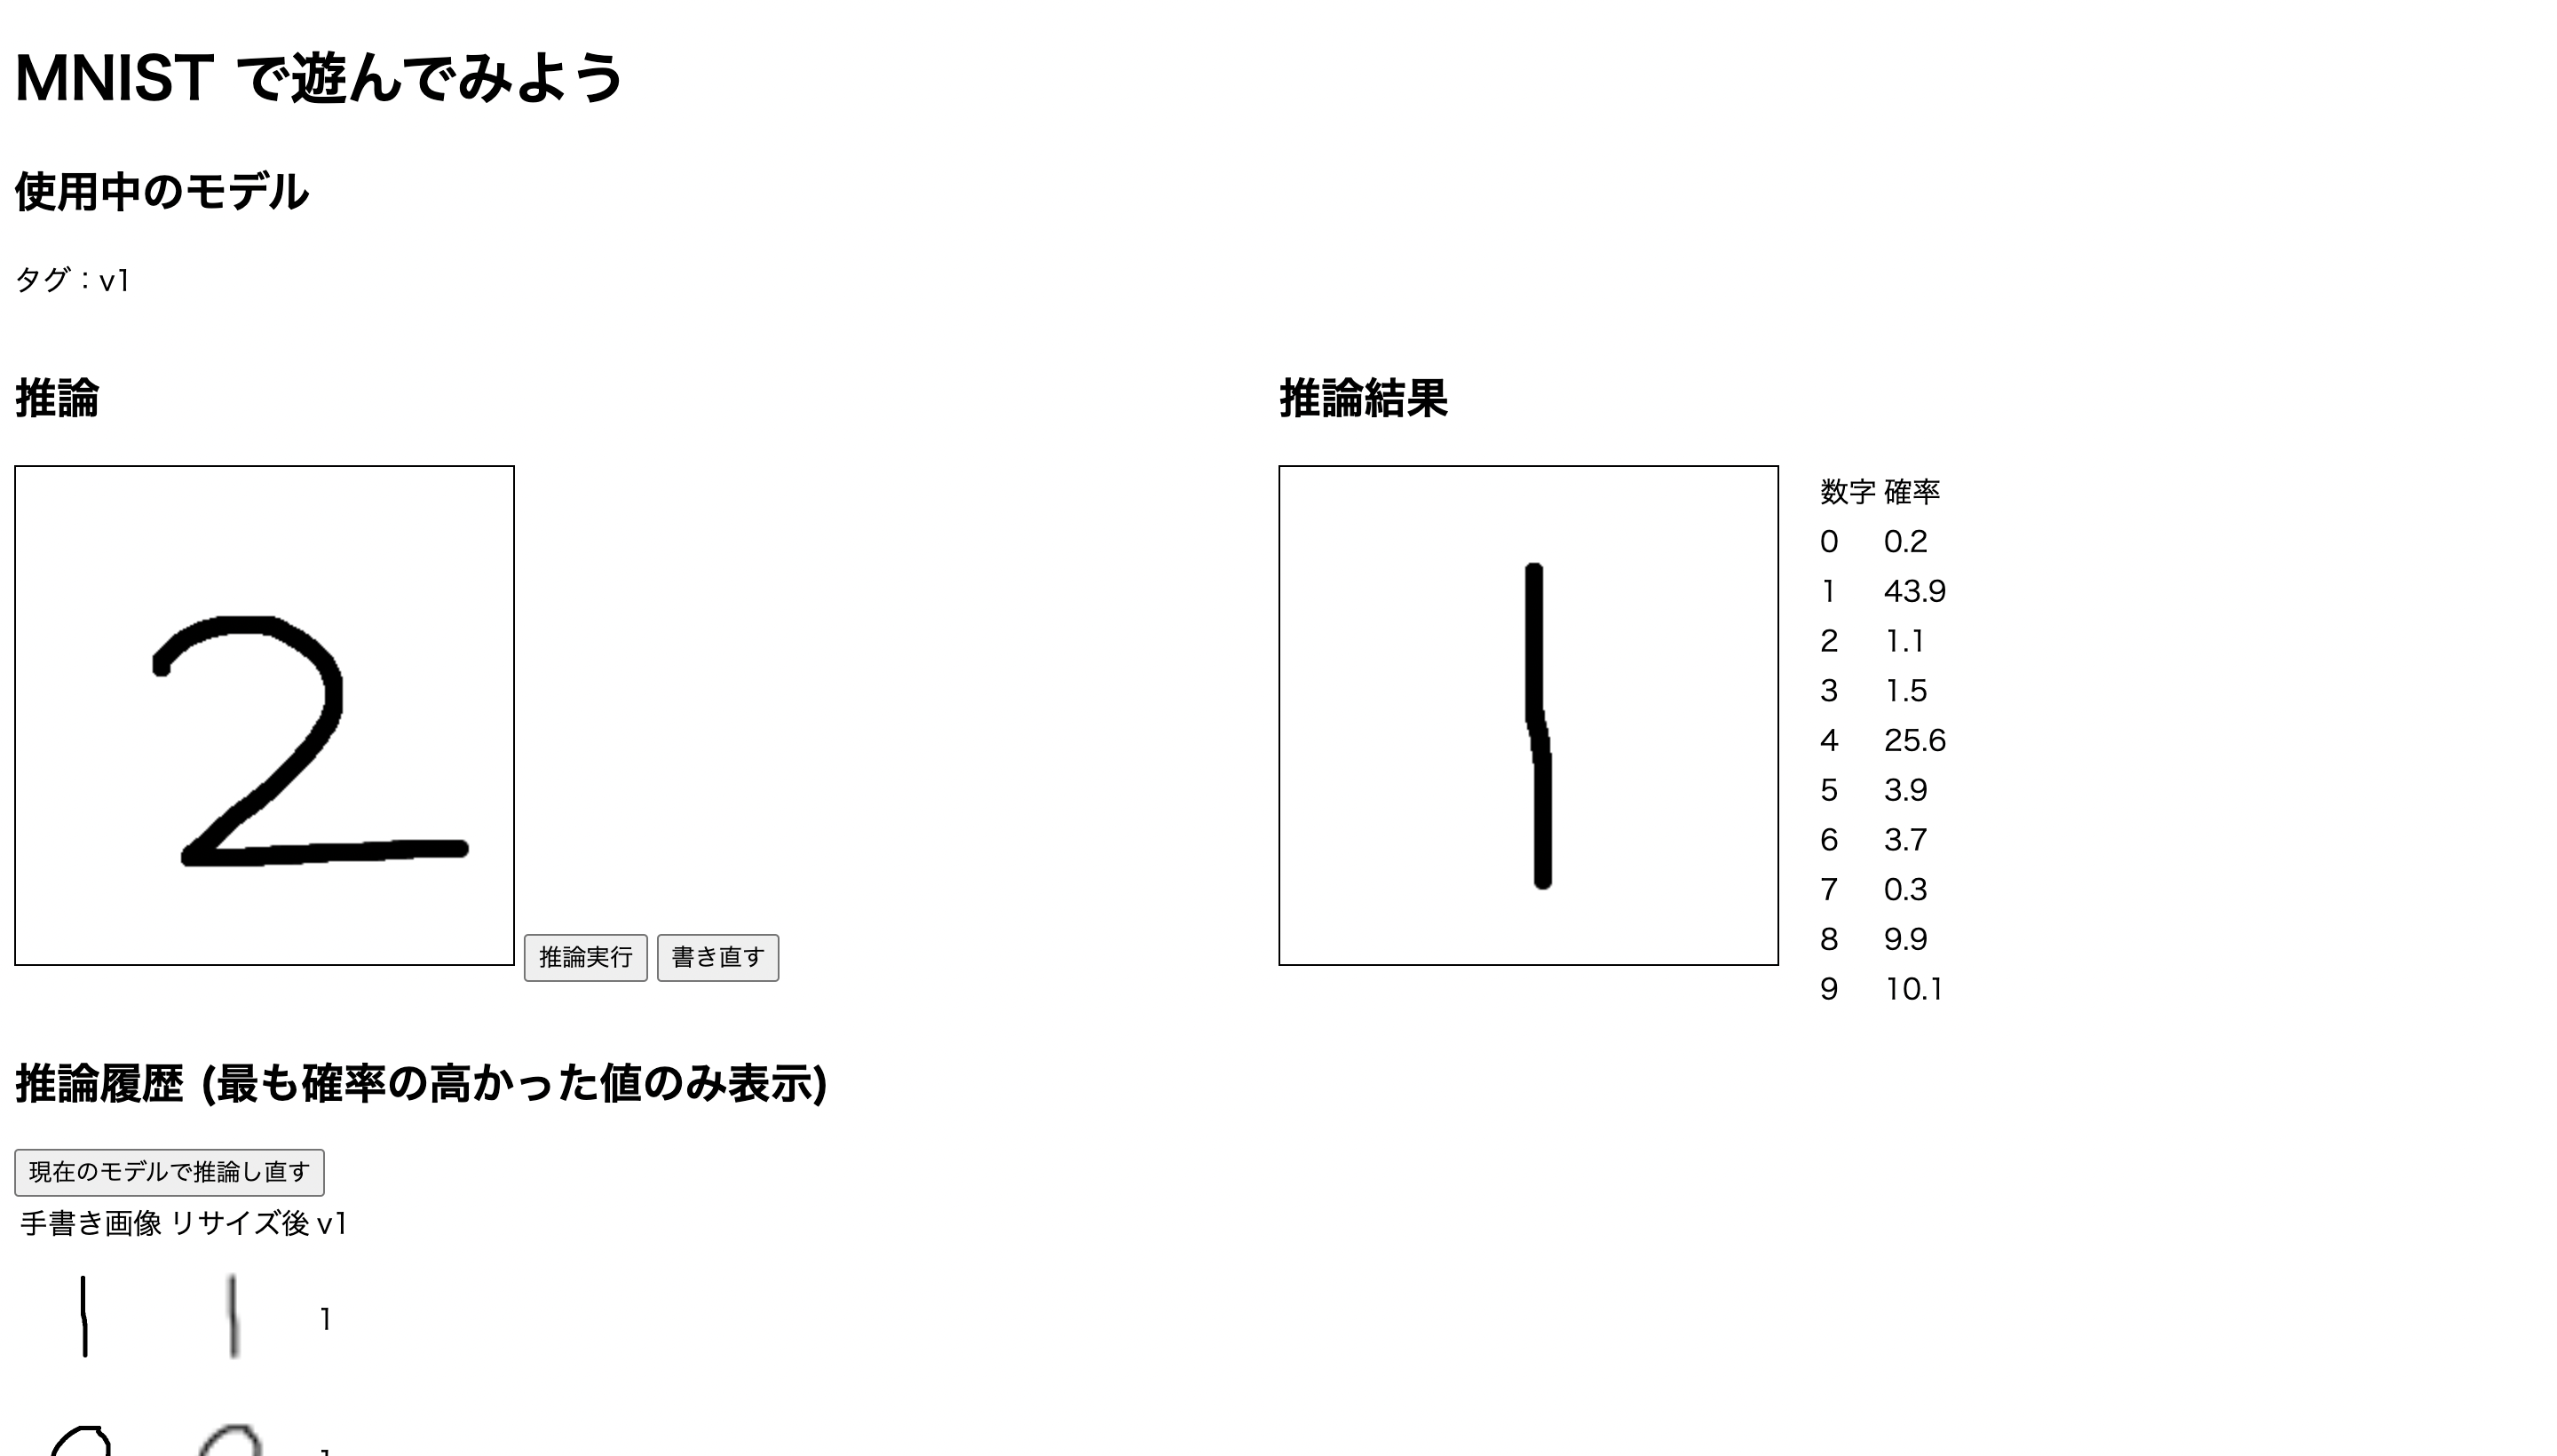 MNIST で遊んでみよう
使用中のモデル
タグ：v1
推論
2
推論実行 書き直す
推論結果
1
数字 確率
0 0.2
1 43.9
2 1.1
3 1.5
4 25.6
5 3.9
6 3.7
7 0.3
8 9.9
9 10.1
推論履歴 (最も確率の高かった値のみ表示)
現在のモデルで推論し直す
手書き画像 リサイズ後 v1
1 1 1